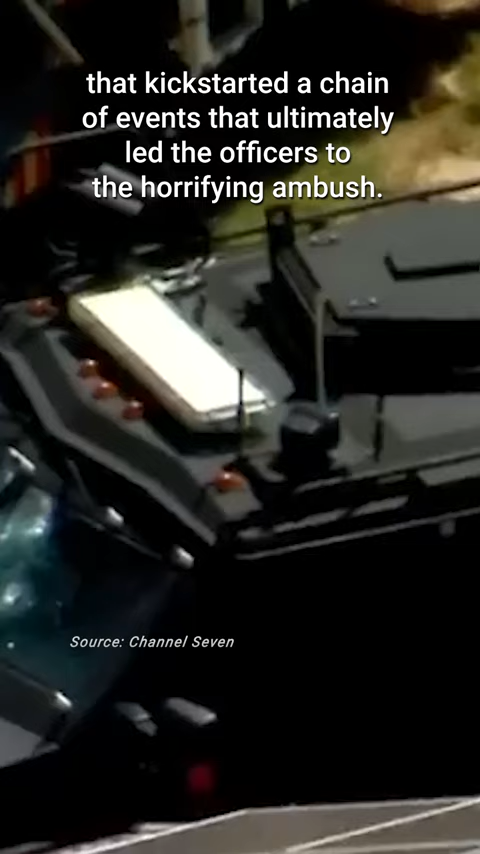 that kickstarted a chain
of events that ultimately
led the officers to
the horrifying ambush.
Source: Channel Seven